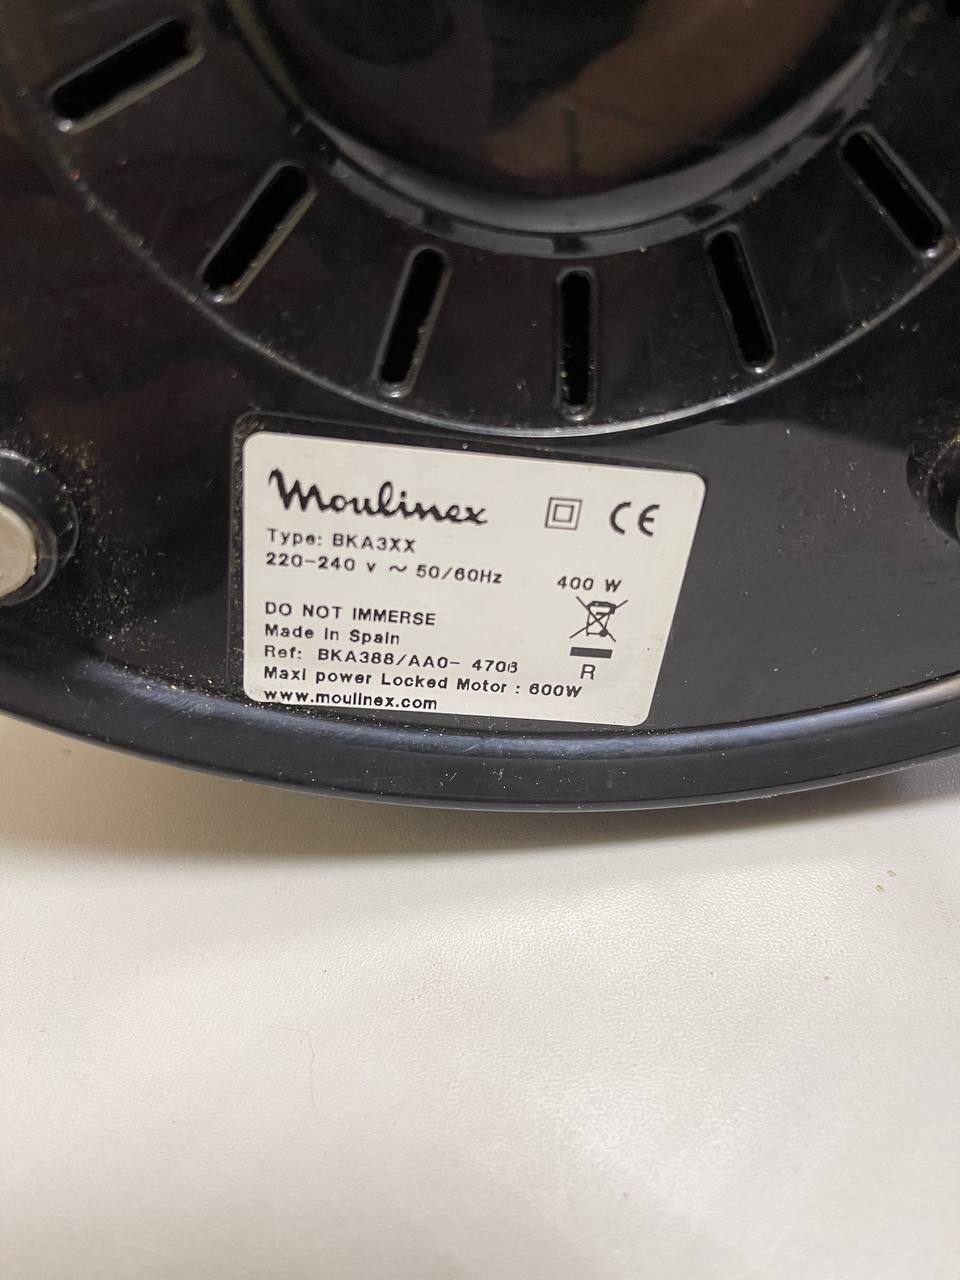 Moulinex CE
Type: BKA3XX
220-240 v ~ 50/60Hz 400 W
DO NOT IMMERSE
Made in Spain
Ref: BKA388/AA0- 4706
R
Maxi power Locked Motor : 600W
www.moulinex.com